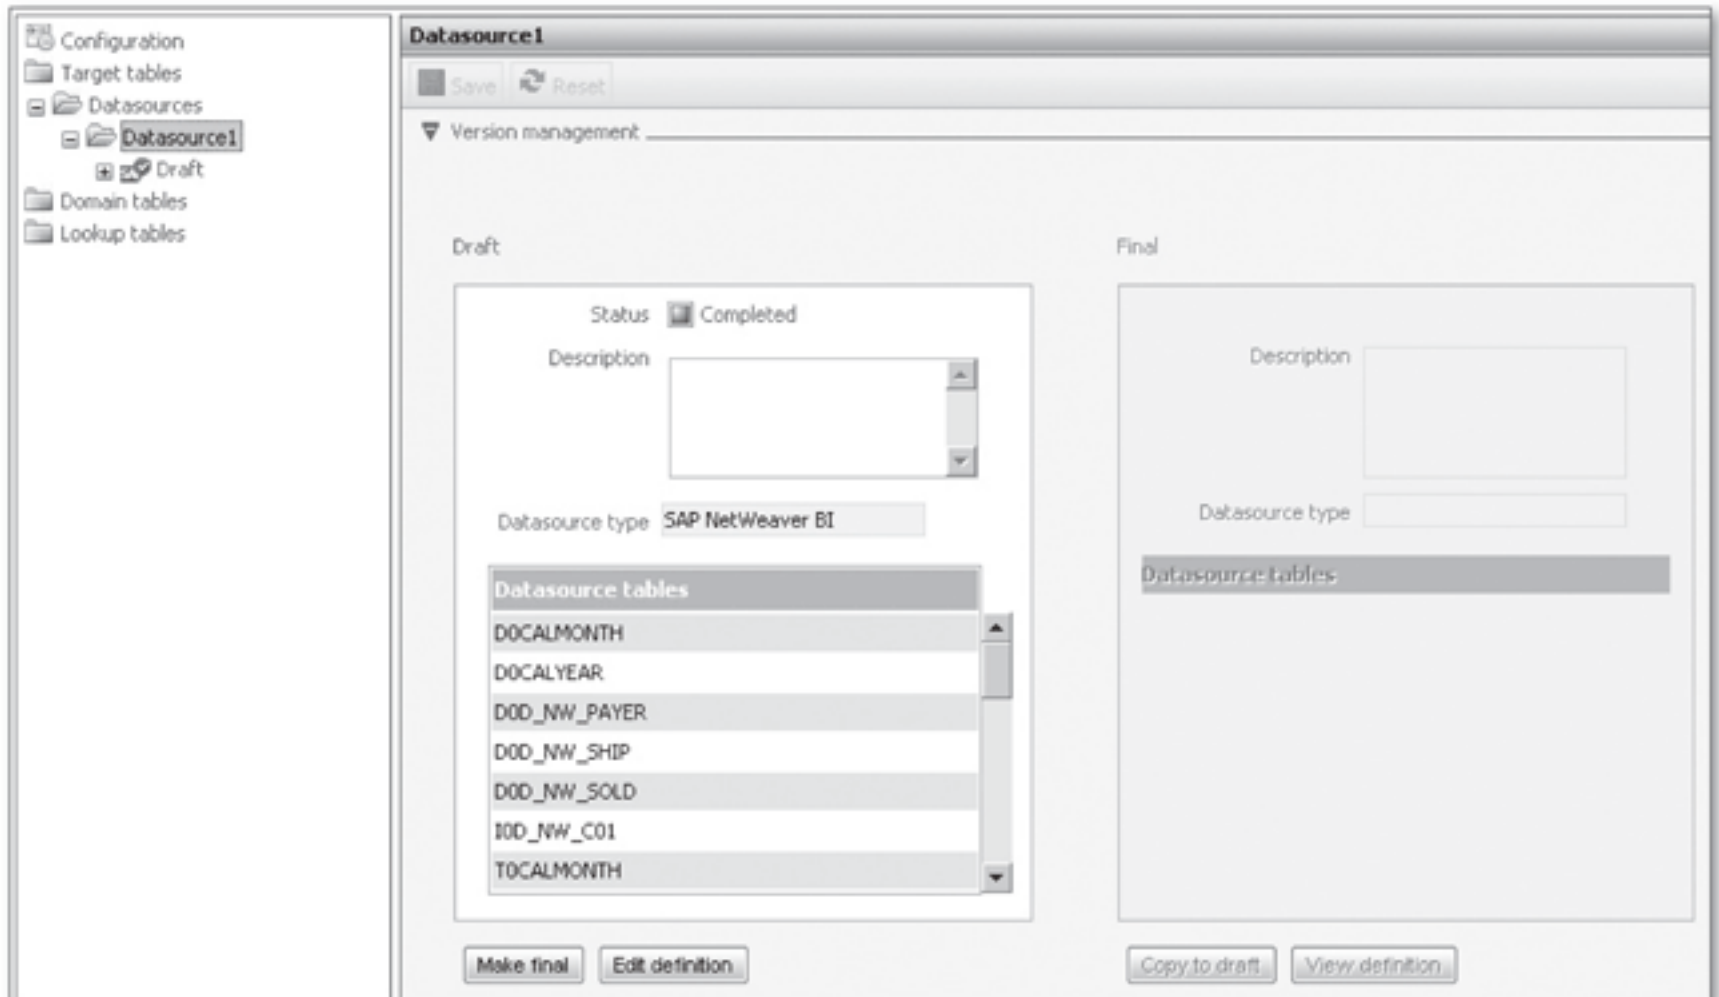 Configuration
Target tables
Datasources
Datasource1
Draft
Domain tables
Lookup tables
Datasource1
Save Reset
Version management
Draft
Status Completed
Description
Datasource type SAP NetWeaver BI
Datasource tables
D0CALMONTH
D0CALYEAR
D0D_NW_PAYER
D0D_NW_SHIP
D0D_NW_SOLD
I0D_NW_C01
T0CALMONTH
Make final Edit definition
Final
Description
Datasource type
Datasource tables
Copy to draft View definition